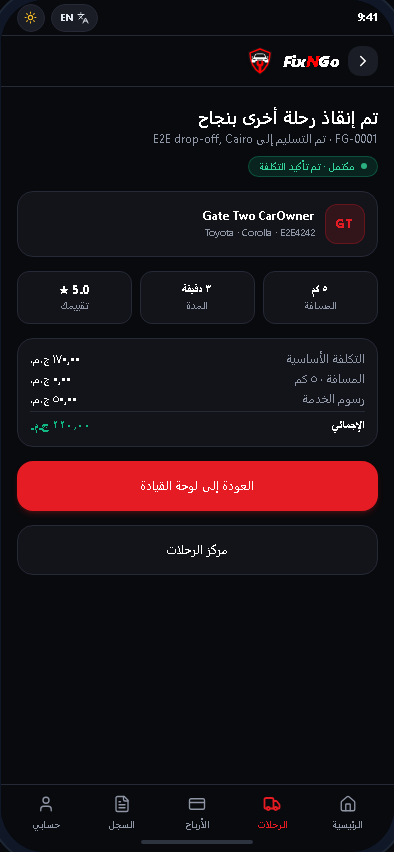 EN
9:41
FixNGo
تم إنقاذ رحلة أخرى بنجاح
FG-0001 · تم التسليم إلى E2E drop-off, Cairo
مكتمل · تم تأكيد التكلفة
GT
Gate Two CarOwner
Toyota · Corolla · E2E4242
٥ كم
المسافة
٣ دقيقة
المدة
5.0 ★
تقييمك
التكلفة الأساسية ١٧٠٫٠٠ ج.م.
المسافة · ٥ كم ٠٫٠٠ ج.م.
رسوم الخدمة ٥٠٫٠٠ ج.م.
الإجمالي ٢٢٠٫٠٠ ج.م.
العودة إلى لوحة القيادة
مركز الرحلات
الرئيسية
الرحلات
الأرباح
السجل
حسابي